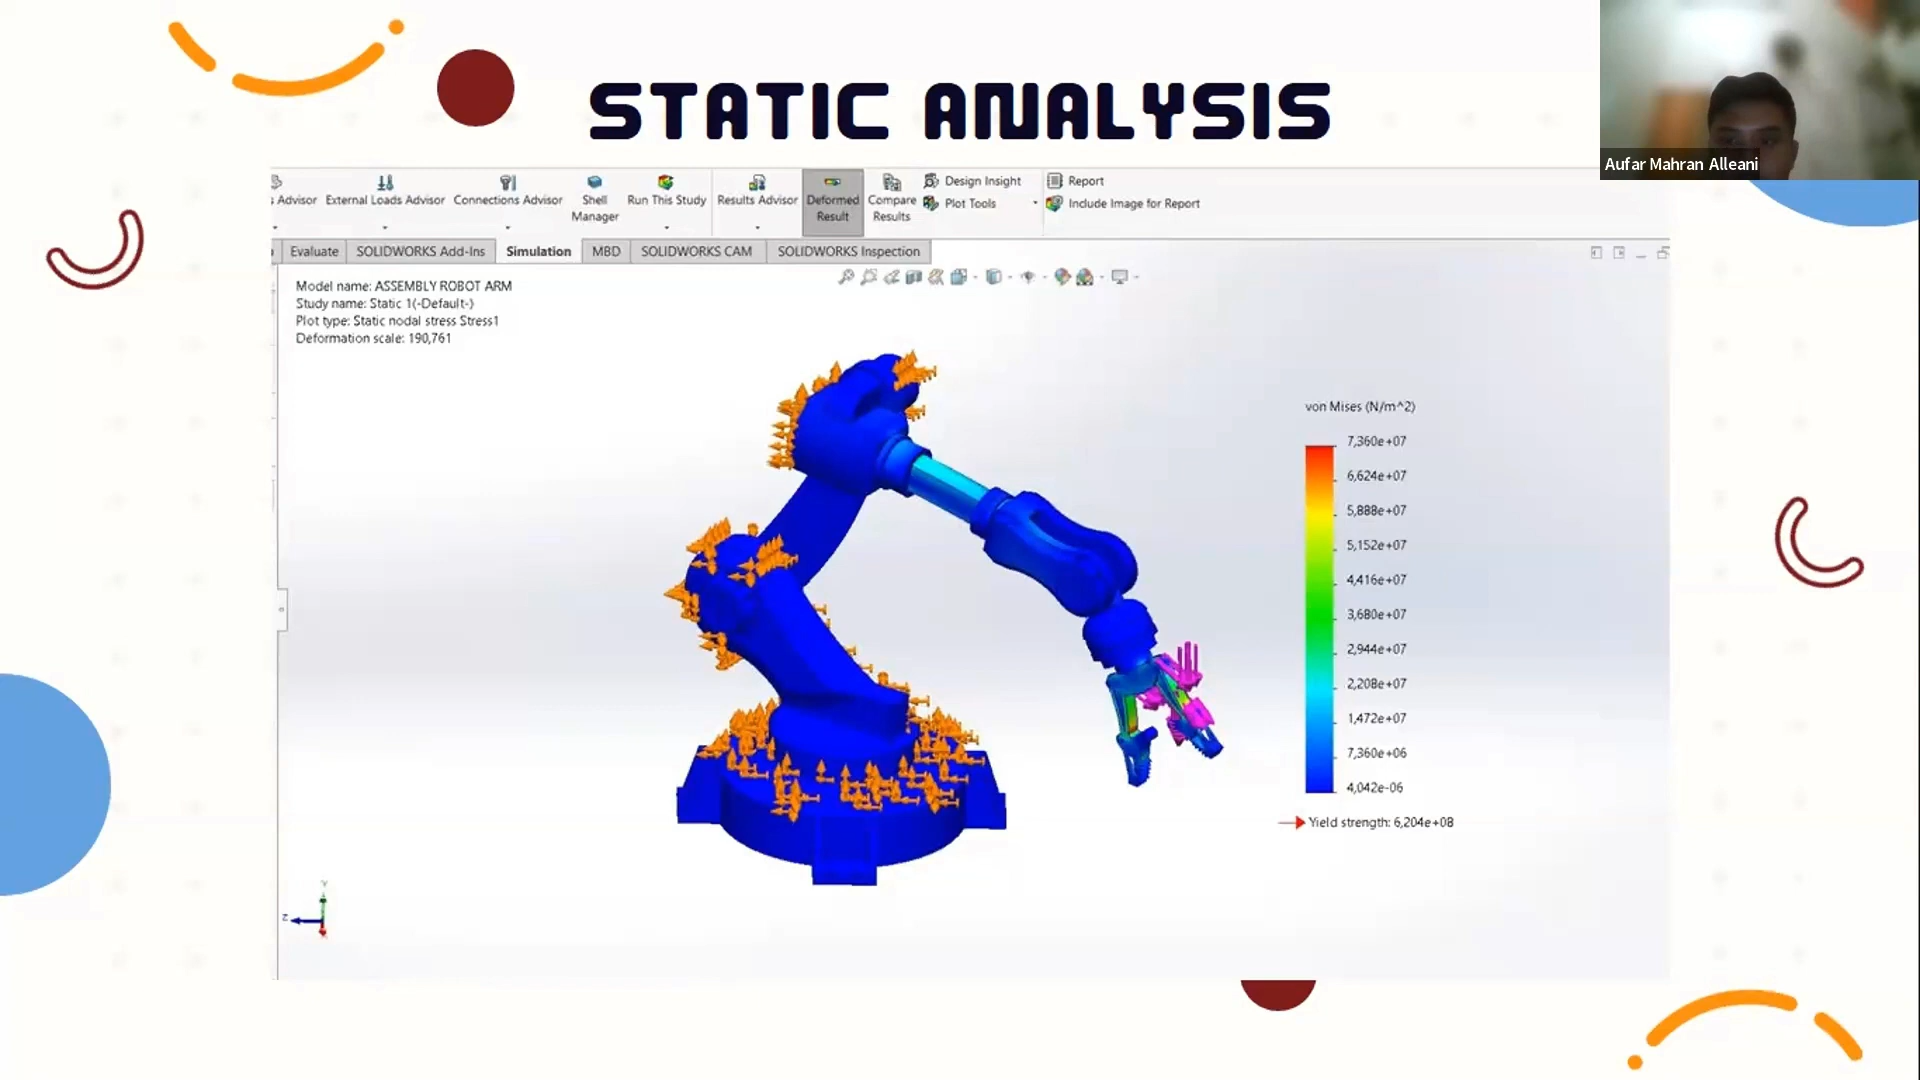 STATIC ANALYSIS
Aufar Mahran Alleani
Advisor
External Loads Advisor
Connections Advisor
Shell
Manager
Run This Study
Results Advisor
Deformed
Result
Compare
Results
Design Insight
Plot Tools
Report
Include Image for Report
Evaluate
SOLIDWORKS Add-Ins
Simulation
MBD
SOLIDWORKS CAM
SOLIDWORKS Inspection
Model name: ASSEMBLY ROBOT ARM
Study name: Static 1(-Default-)
Plot type: Static nodal stress Stress1
Deformation scale: 190,761
von Mises (N/m^2)
7,360e+07
6,624e+07
5,888e+07
5,152e+07
4,416e+07
3,680e+07
2,944e+07
2,208e+07
1,472e+07
7,360e+06
4,042e-06
Yield strength: 6,204e+08
Y
Z